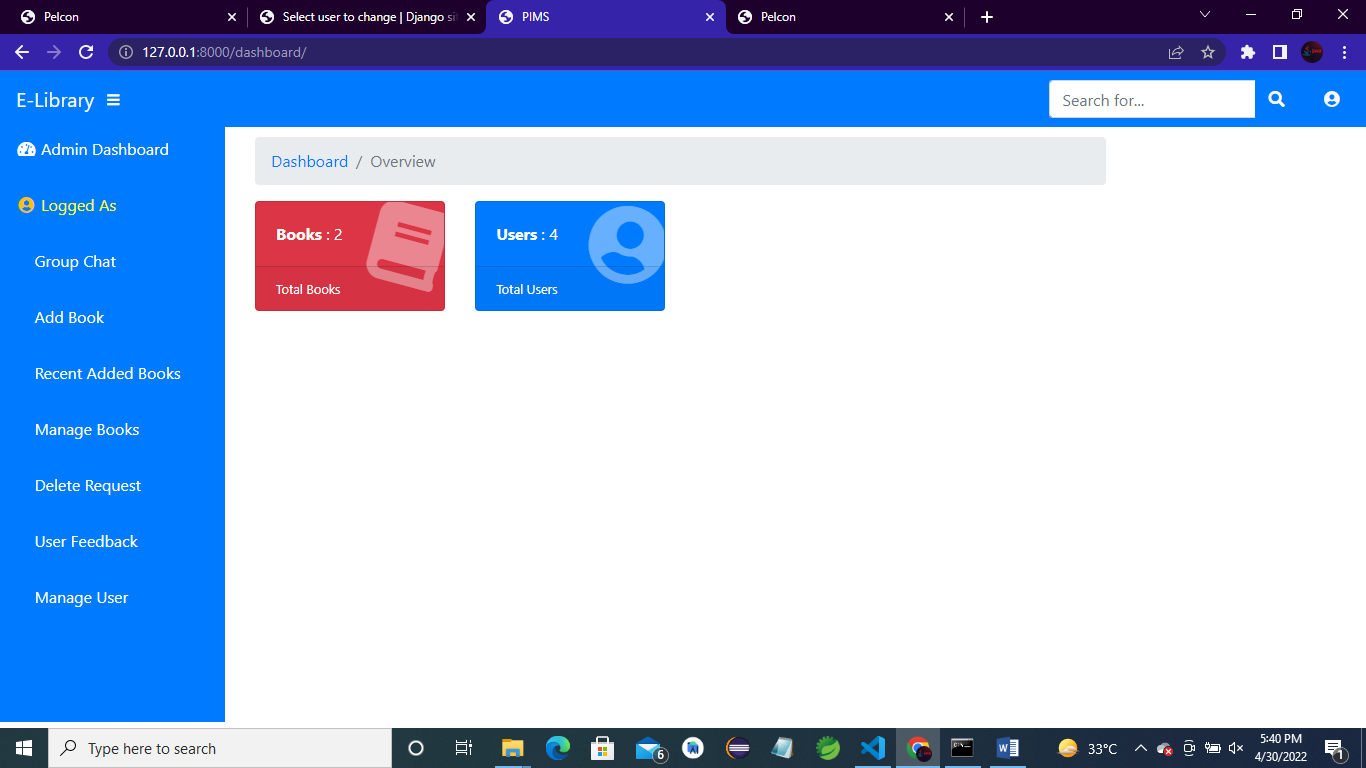 Pelcon
Select user to change | Django si
PIMS
Pelcon
127.0.0.1:8000/dashboard/
E-Library
Search for...
Admin Dashboard
Logged As
Group Chat
Add Book
Recent Added Books
Manage Books
Delete Request
User Feedback
Manage User
Dashboard / Overview
Books : 2
Total Books
Users : 4
Total Users
Type here to search
6
33°C
5:40 PM
4/30/2022
1